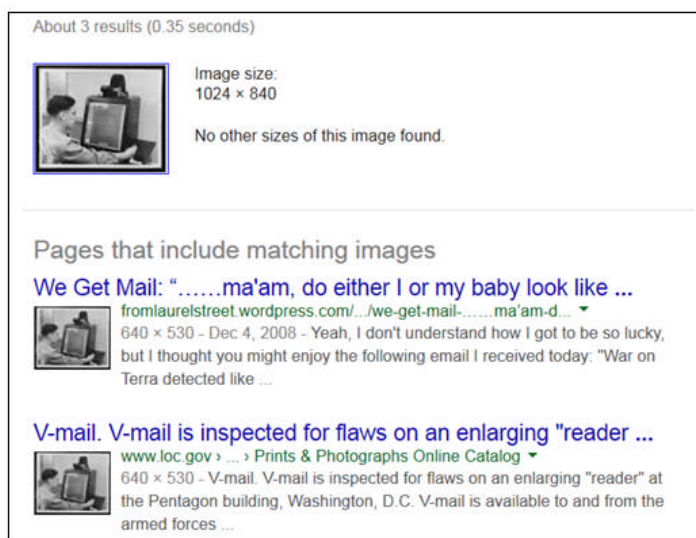 About 3 results (0.35 seconds)
Image size:
1024 × 840
No other sizes of this image found.
Pages that include matching images
We Get Mail: “……ma'am, do either I or my baby look like ...
fromlaurelstreet.wordpress.com/.../we-get-mail-……ma'am-d...
640 × 530 - Dec 4, 2008 - Yeah, I don't understand how I got to be so lucky,
but I thought you might enjoy the following email I received today: "War on
Terra detected like ...
V-mail. V-mail is inspected for flaws on an enlarging "reader ...
www.loc.gov › ... › Prints & Photographs Online Catalog
640 × 530 - V-mail. V-mail is inspected for flaws on an enlarging "reader" at
the Pentagon building, Washington, D.C. V-mail is available to and from the
armed forces ...